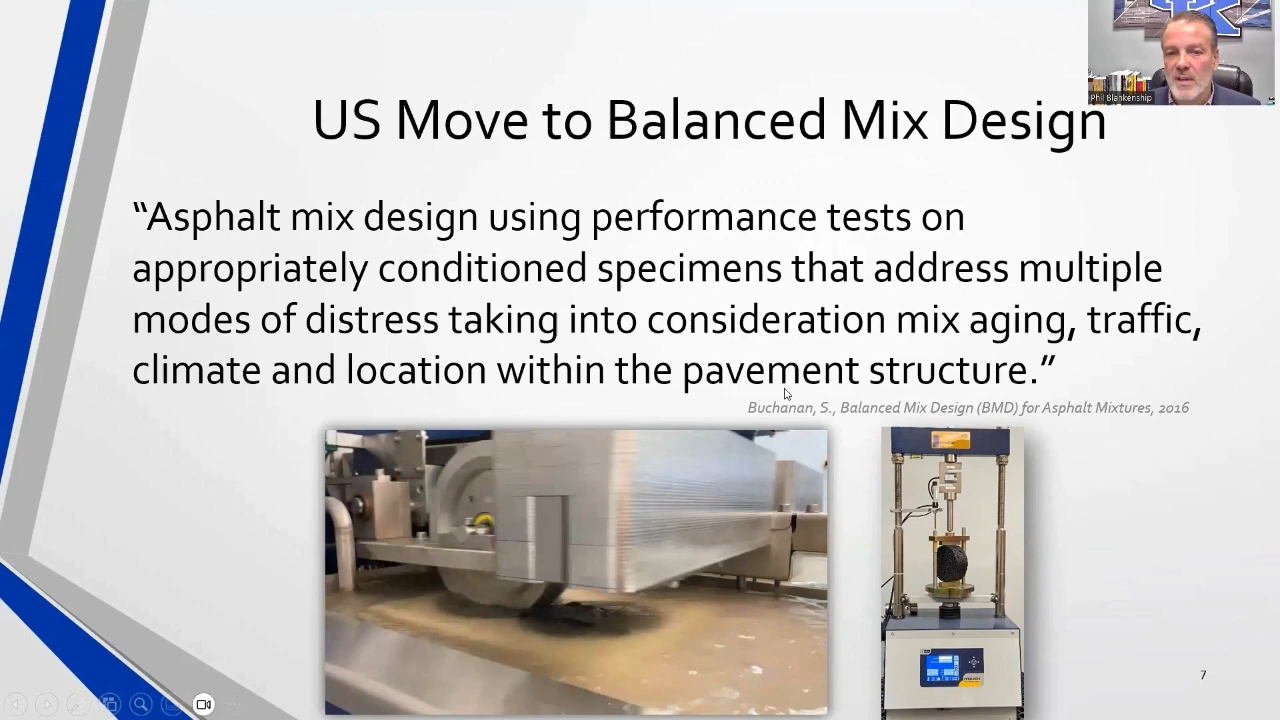 Phil Blankenship
US Move to Balanced Mix Design
“Asphalt mix design using performance tests on
appropriately conditioned specimens that address multiple
modes of distress taking into consideration mix aging, traffic,
climate and location within the pavement structure.”
Buchanan, S., Balanced Mix Design (BMD) for Asphalt Mixtures, 2016
7